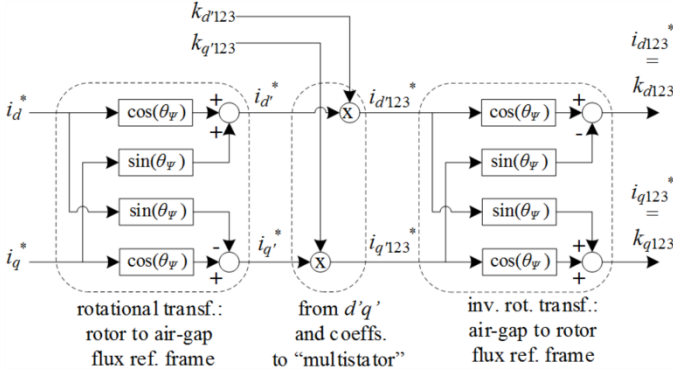 k_{d'123}
k_{q'123}
i_{d123}^*
=
k_{d123}
i_d^*
cos(θ_Ψ)
+
+
i_{d'}^*
x
i_{d'123}^*
cos(θ_Ψ)
+
-
sin(θ_Ψ)
sin(θ_Ψ)
sin(θ_Ψ)
sin(θ_Ψ)
i_{q123}^*
=
k_{q123}
i_q^*
cos(θ_Ψ)
-
+
i_{q'}^*
x
i_{q'123}^*
cos(θ_Ψ)
+
+
rotational transf.:
rotor to air-gap
flux ref. frame
from d'q'
and coeffs.
to “multistator”
inv. rot. transf.:
air-gap to rotor
flux ref. frame